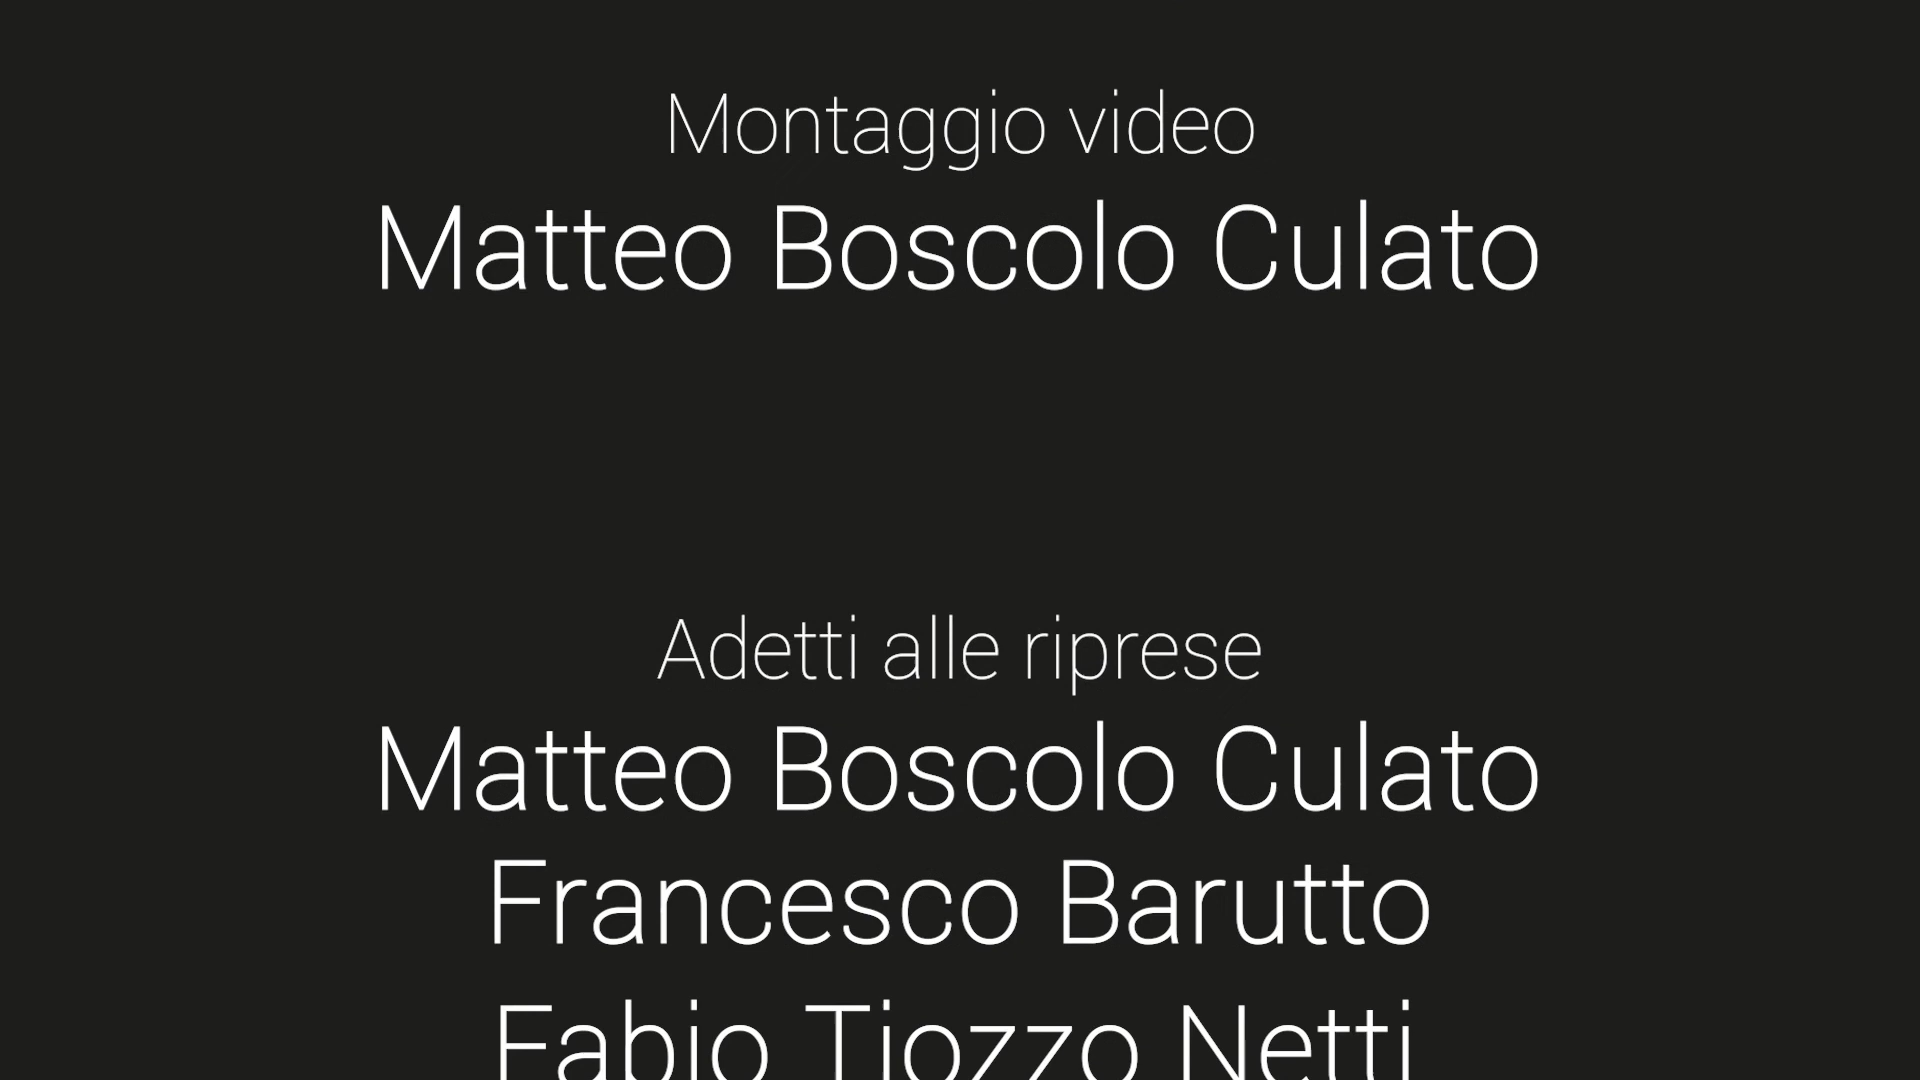 Montaggio video
Matteo Boscolo Culato
Adetti alle riprese
Matteo Boscolo Culato
Francesco Barutto
Fabio Tiozzo Netti